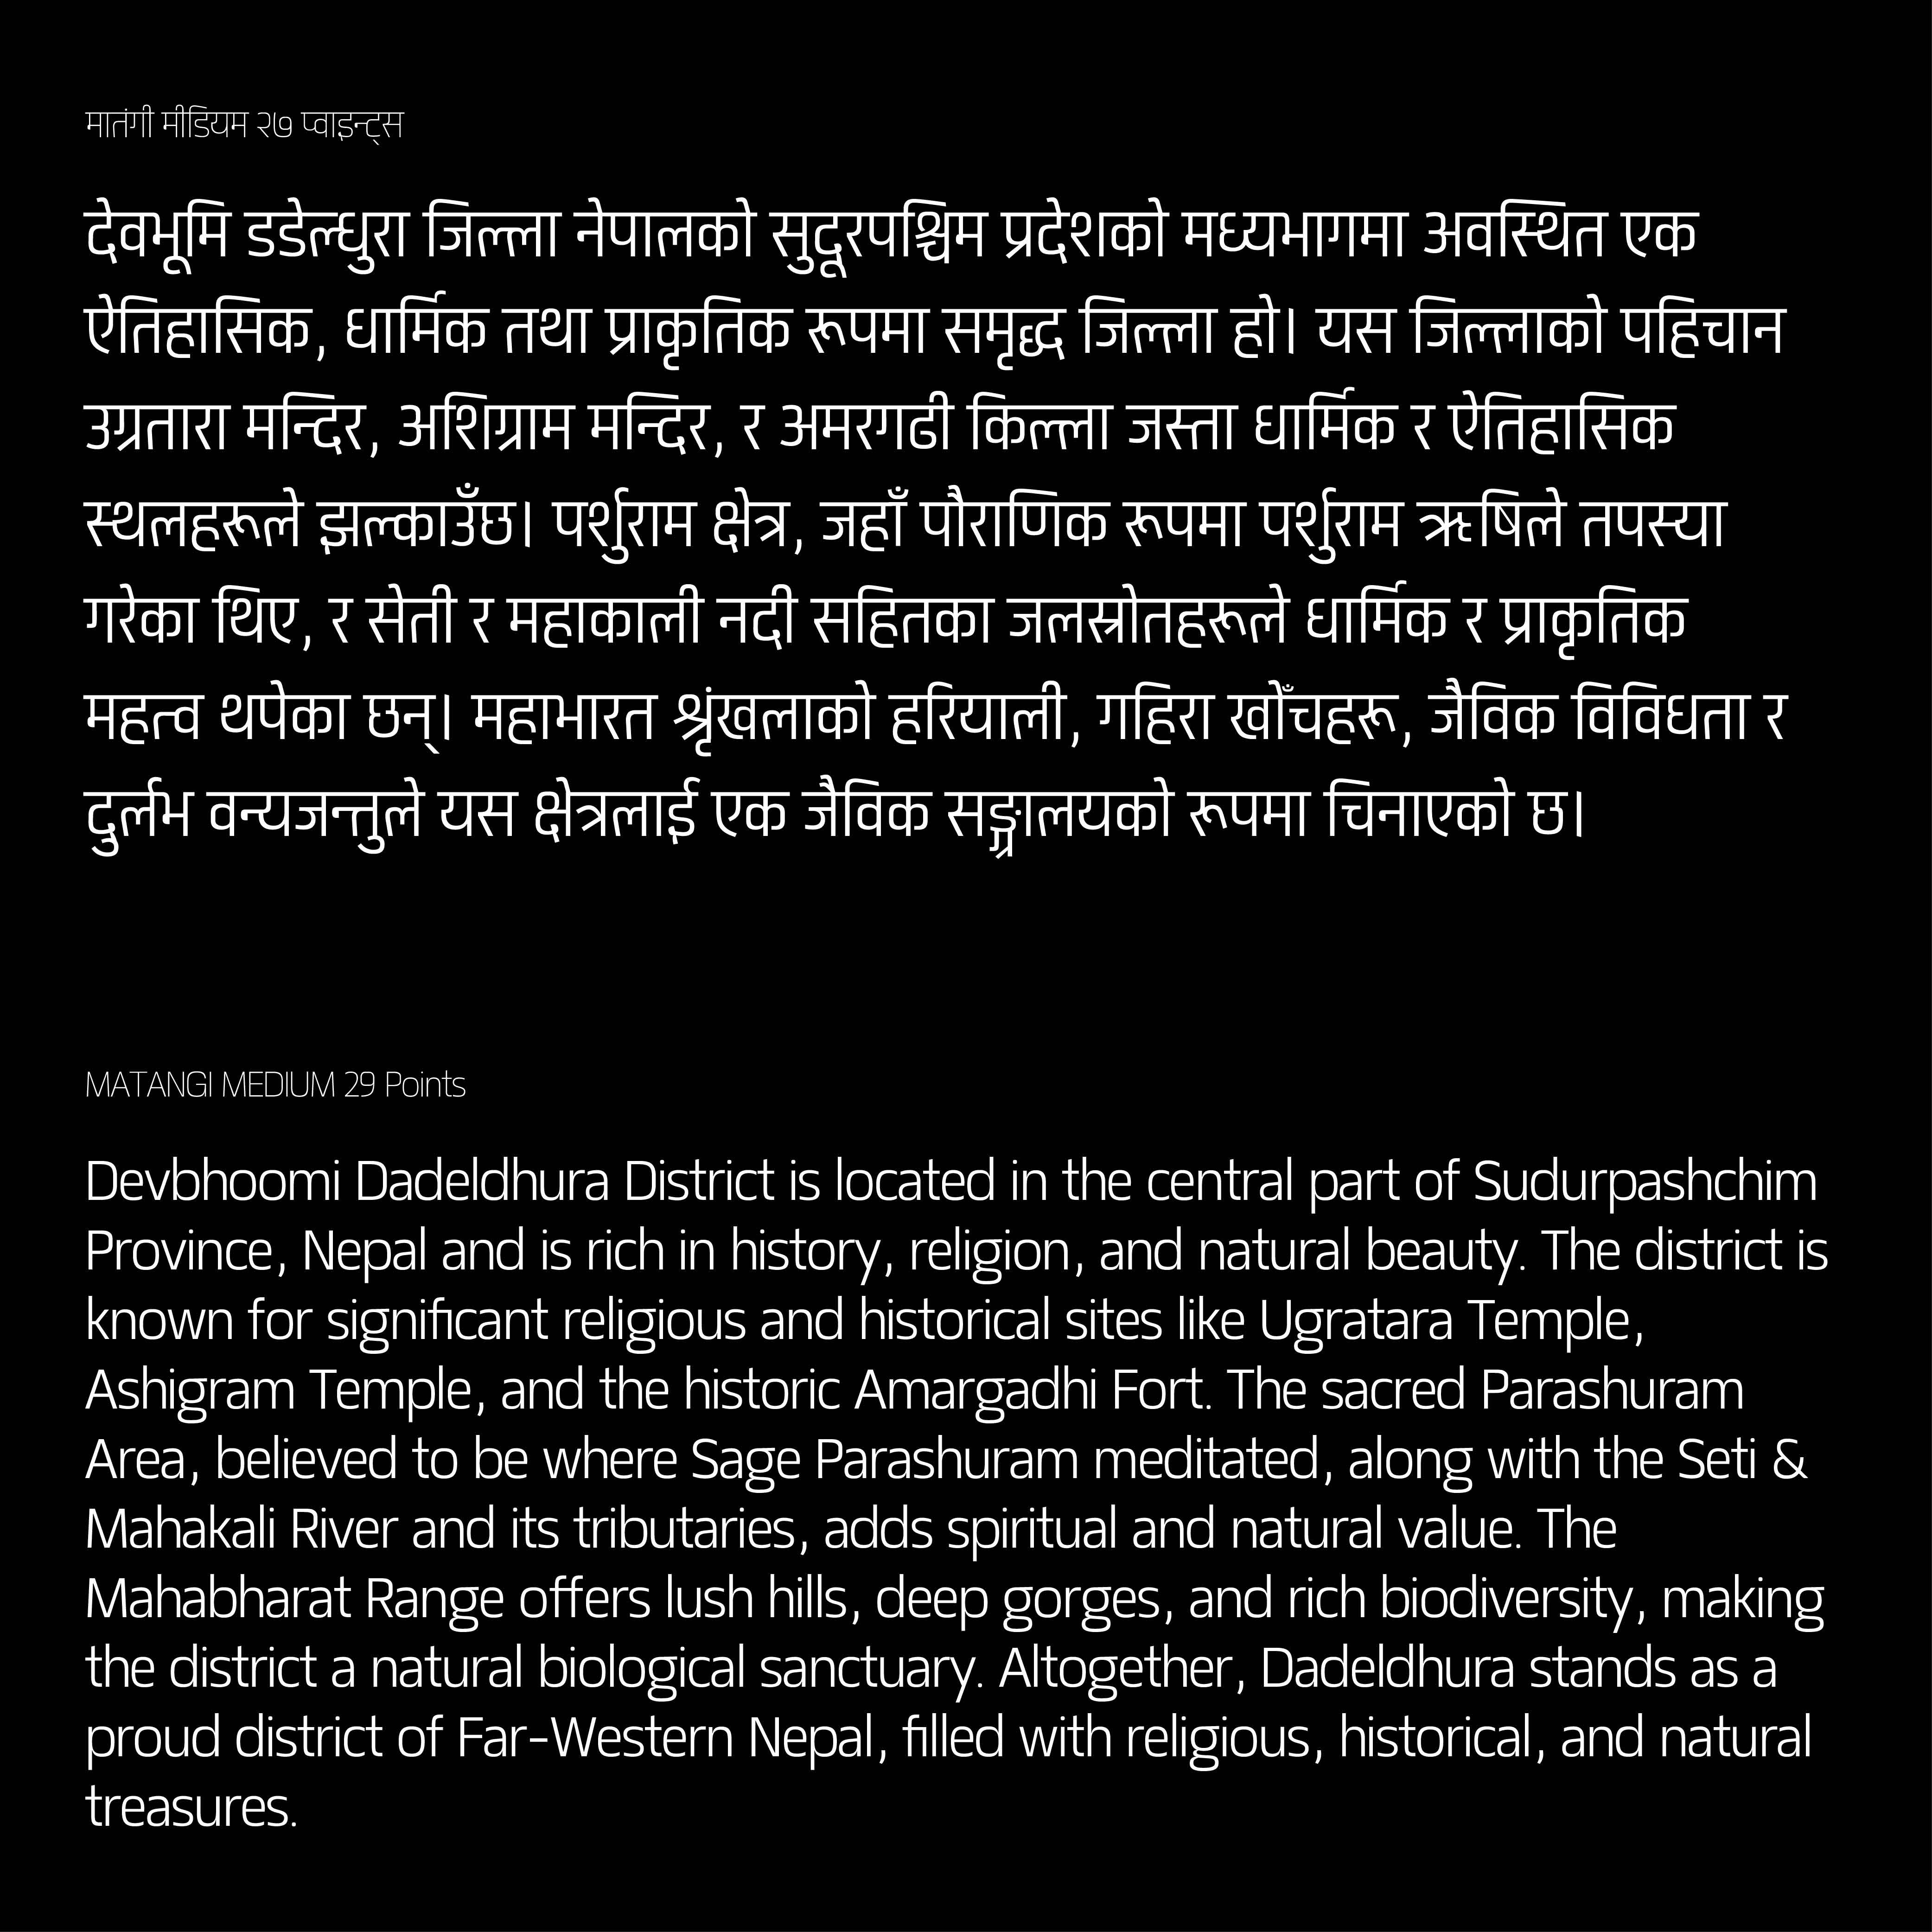 मातंगी मीडियम २७ प्वाइन्ट्स
देवभूमि डडेल्धुरा जिल्ला नेपालको सुदूरपश्चिम प्रदेशको मध्यभागमा अवस्थित एक
ऐतिहासिक, धार्मिक तथा प्राकृतिक रूपमा समृद्ध जिल्ला हो। यस जिल्लाको पहिचान
उग्रतारा मन्दिर, अशिग्राम मन्दिर, र अमरगढी किल्ला जस्ता धार्मिक र ऐतिहासिक
स्थलहरूले झल्काउँछ। पर्शुराम क्षेत्र, जहाँ पौराणिक रूपमा पर्शुराम ऋषिले तपस्या
गरेका थिए, र सेती र महाकाली नदी सहितका जलस्रोतहरूले धार्मिक र प्राकृतिक
महत्व थपेका छन्। महाभारत श्रृंखलाको हरियाली, गहिरा खोँचहरू, जैविक विविधता र
दुर्लभ वन्यजन्तुले यस क्षेत्रलाई एक जैविक सङ्ग्रालयको रूपमा चिनाएको छ।
MATANGI MEDIUM 29 Points
Devbhoomi Dadeldhura District is located in the central part of Sudurpashchim
Province, Nepal and is rich in history, religion, and natural beauty. The district is
known for significant religious and historical sites like Ugratara Temple,
Ashigram Temple, and the historic Amargadhi Fort. The sacred Parashuram
Area, believed to be where Sage Parashuram meditated, along with the Seti &
Mahakali River and its tributaries, adds spiritual and natural value. The
Mahabharat Range offers lush hills, deep gorges, and rich biodiversity, making
the district a natural biological sanctuary. Altogether, Dadeldhura stands as a
proud district of Far-Western Nepal, filled with religious, historical, and natural
treasures.